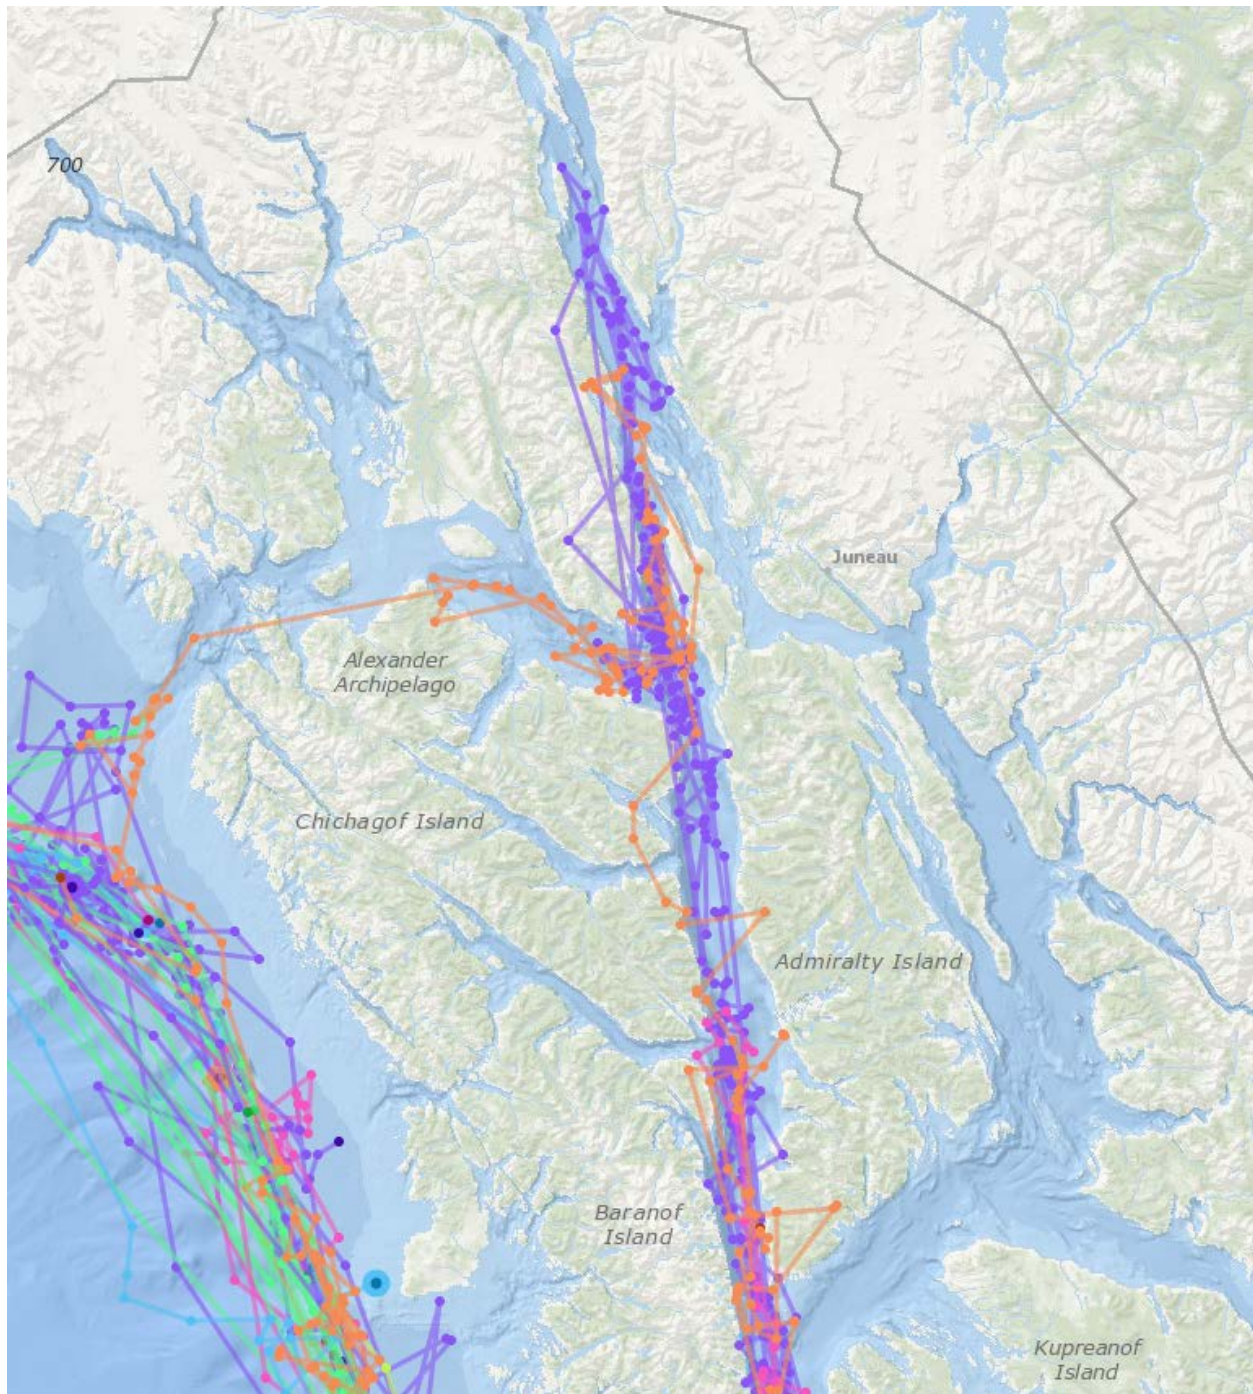 700
Juneau
Alexander
Archipelago
Chichagof Island
Admiralty Island
Baranof
Island
Kupreanof
Island